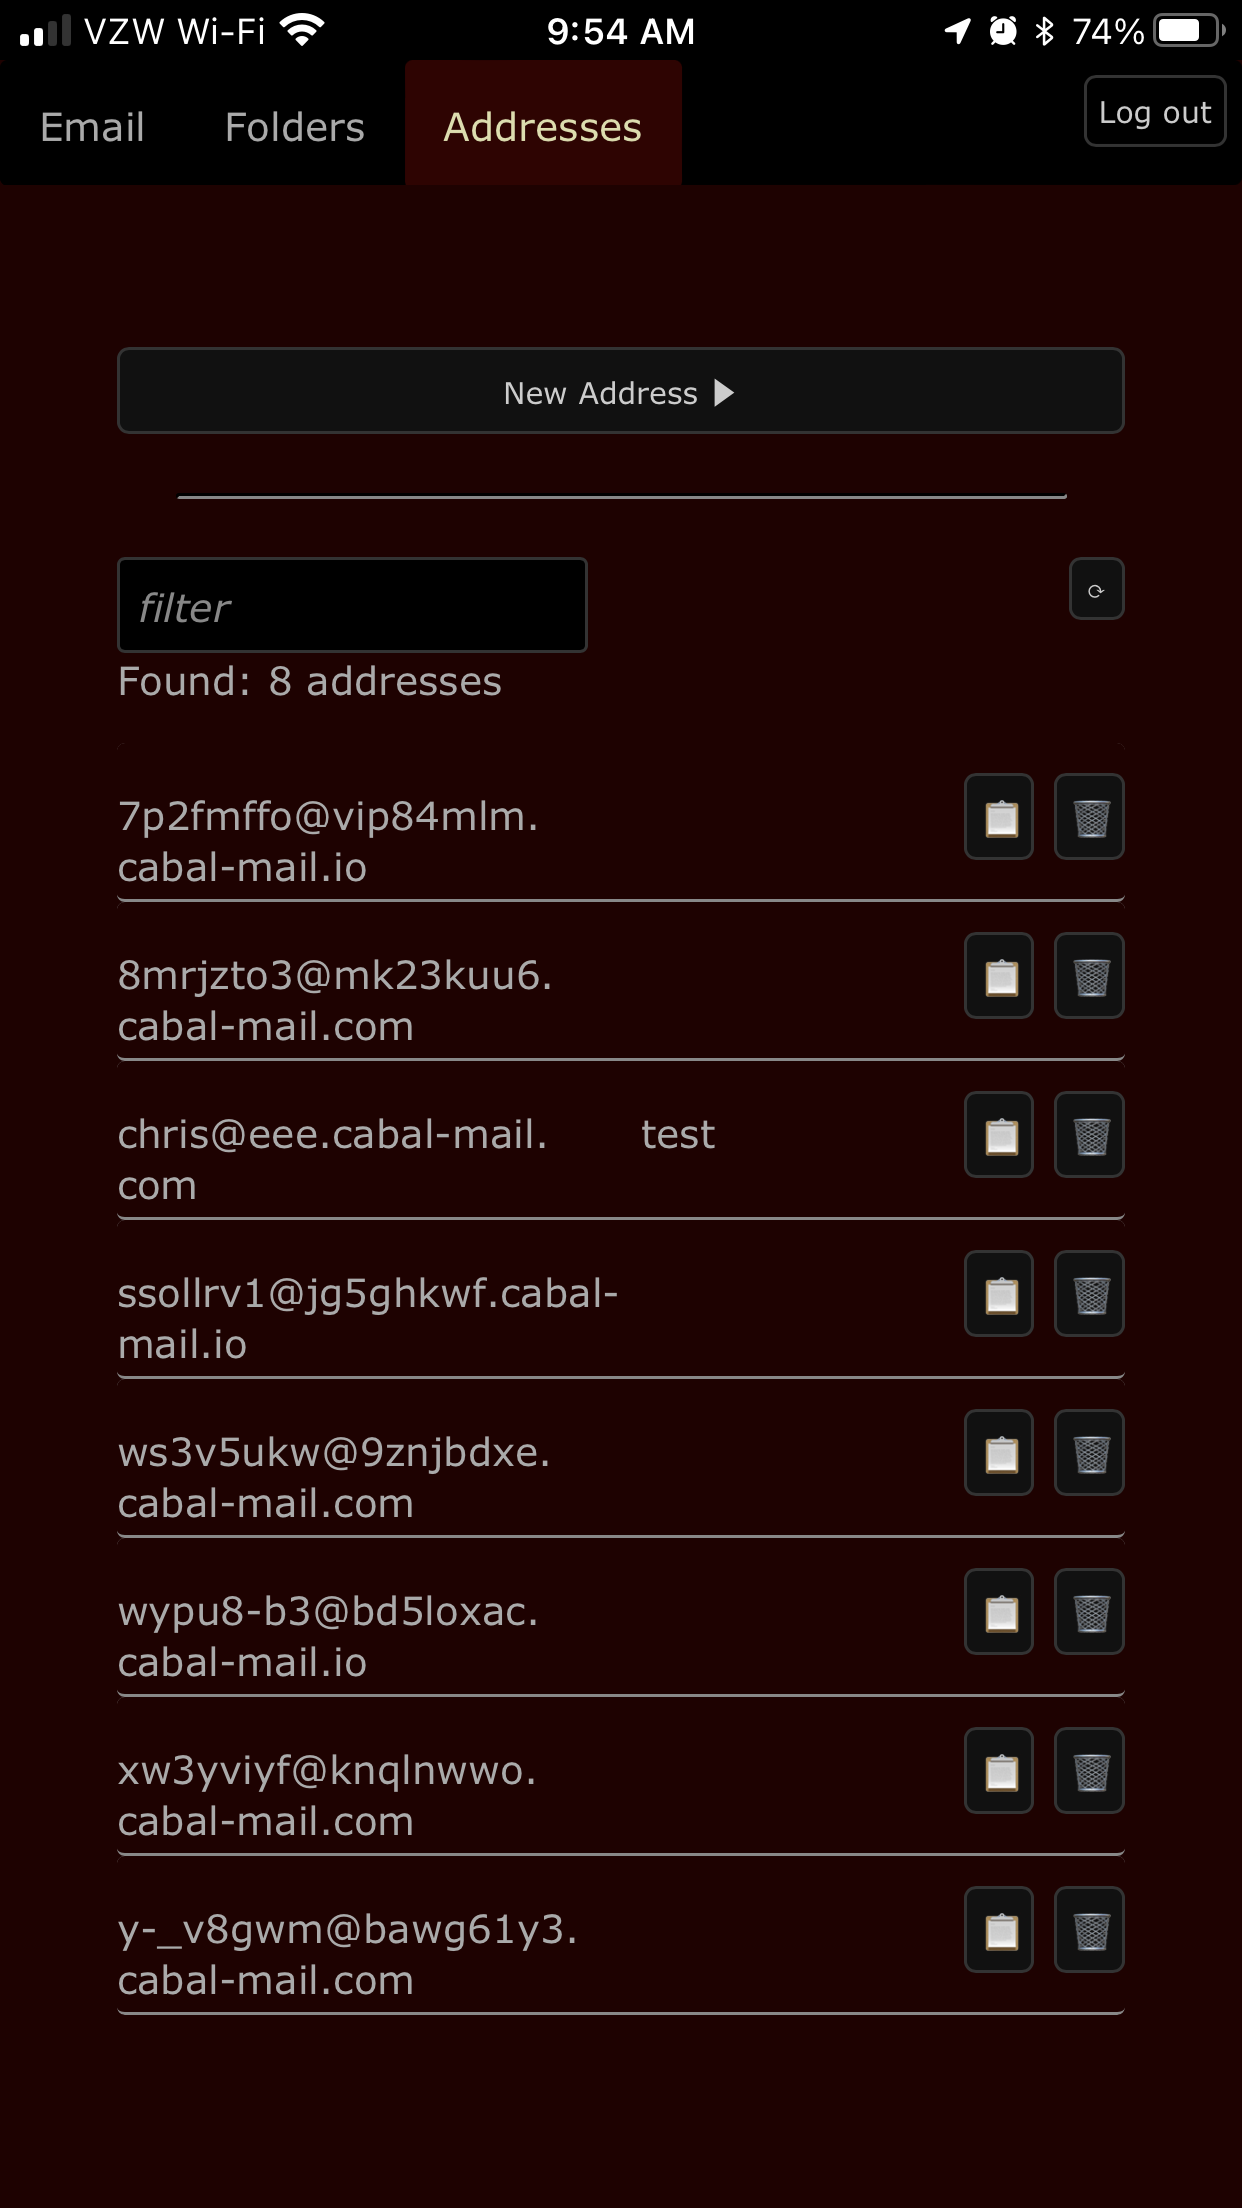 VZW Wi-Fi 9:54 AM 74%
Email Folders Addresses Log out
New Address ▶
filter ⟳
Found: 8 addresses
7p2fmffo@vip84mlm.
cabal-mail.io
8mrjzto3@mk23kuu6.
cabal-mail.com
chris@eee.cabal-mail. test
com
ssollrv1@jg5ghkwf.cabal-
mail.io
ws3v5ukw@9znjbdxe.
cabal-mail.com
wypu8-b3@bd5loxac.
cabal-mail.io
xw3yviyf@knqlnwwo.
cabal-mail.com
y-_v8gwm@bawg61y3.
cabal-mail.com